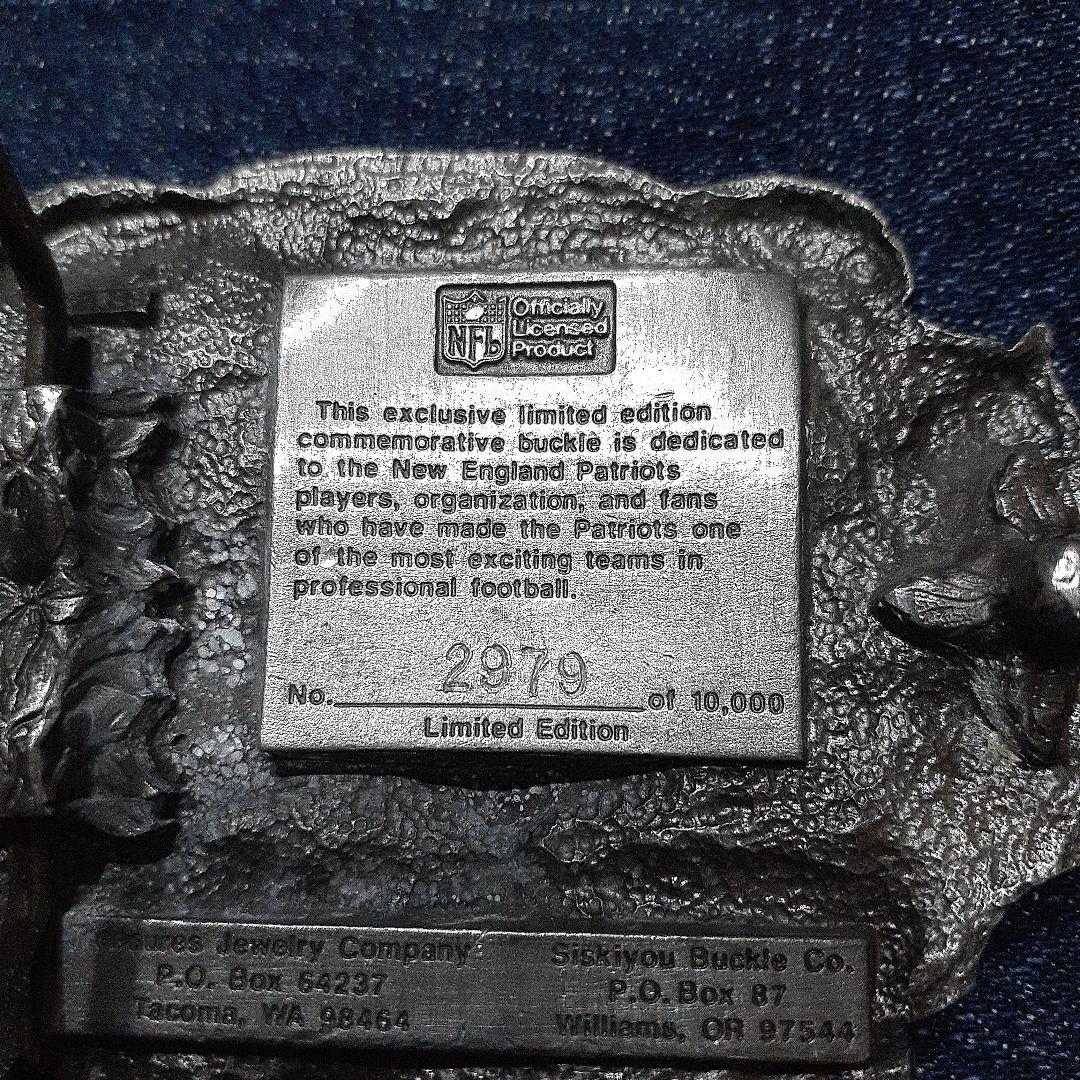 NFL
Officially
Licensed
Product
This exclusive limited edition
commemorative buckle is dedicated
to the New England Patriots
players, organization, and fans
who have made the Patriots one
of the most exciting teams in
professional football.
No. 2979 of 10,000
Limited Edition
Jewelry Company
P.O. Box 64237
Tacoma, WA 98464
Siskiyou Buckle Co.
P.O. Box 87
Williams, OR 97544